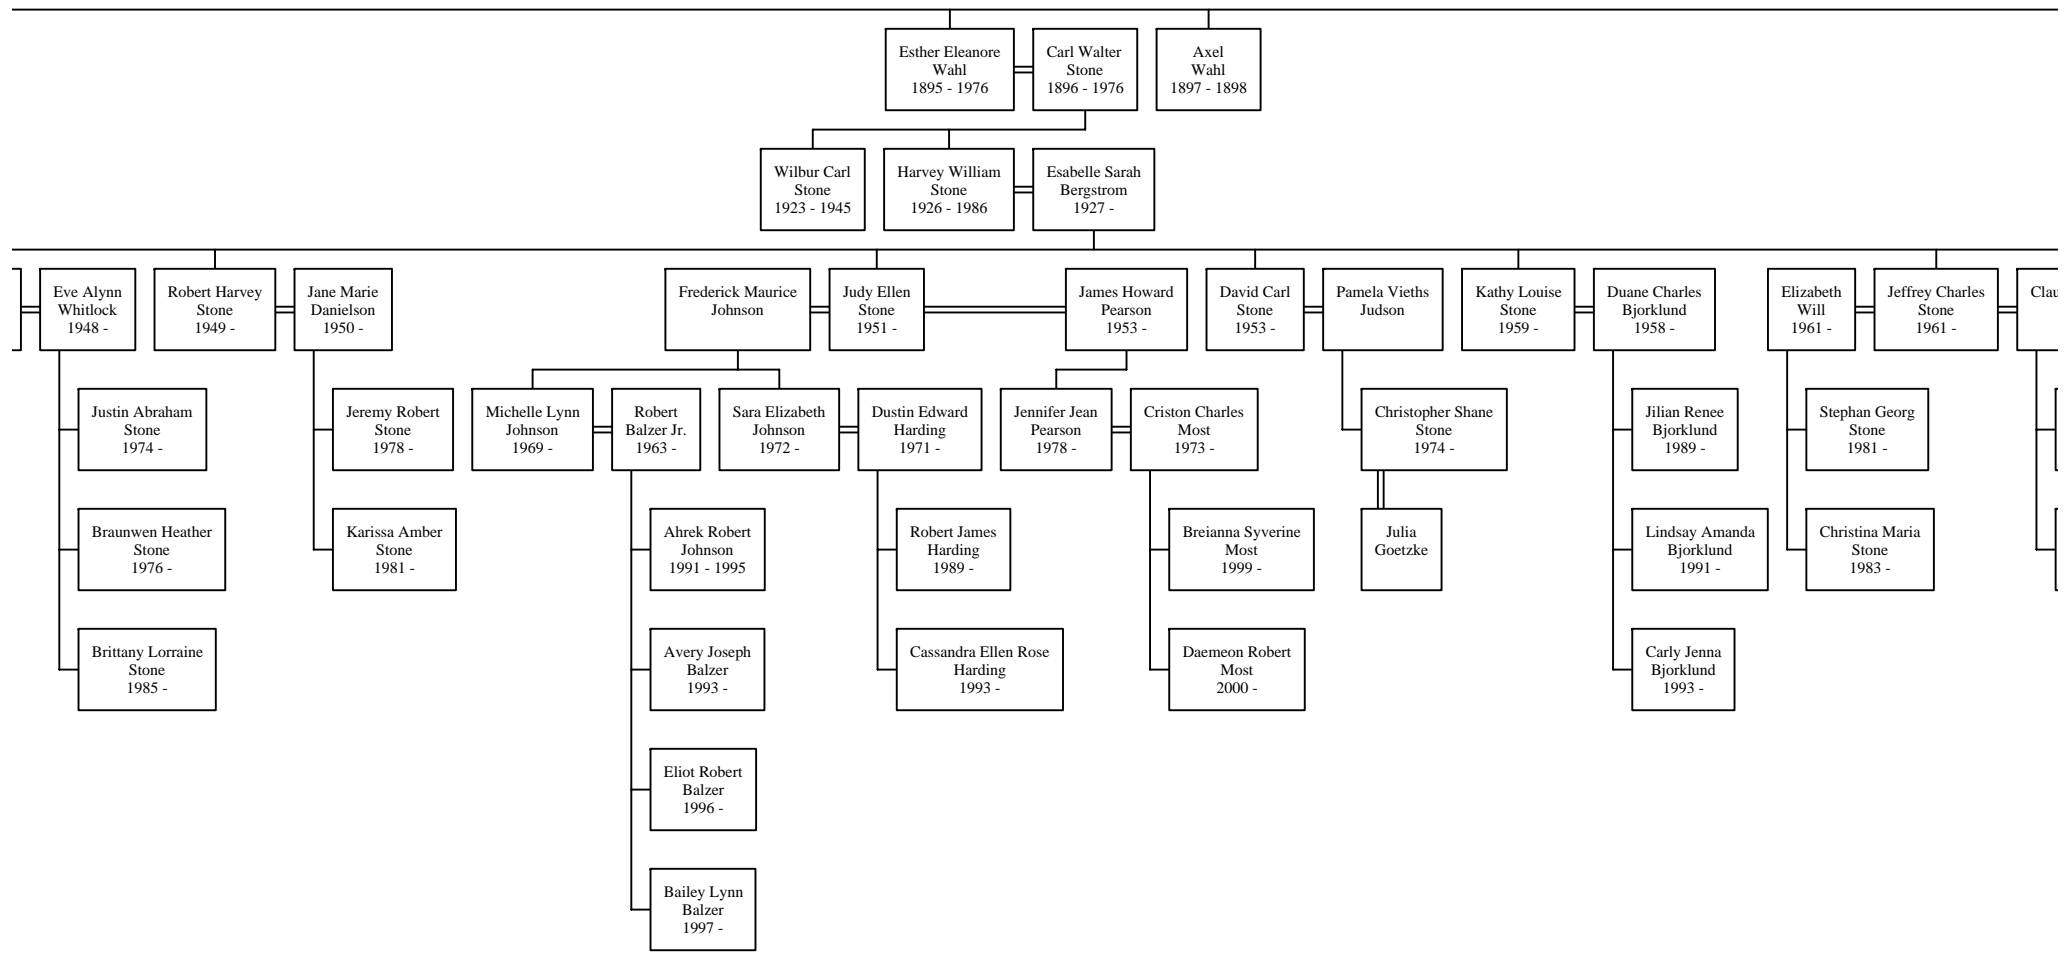 Esther Eleanore
Wahl
1895 - 1976
Carl Walter
Stone
1896 - 1976
Axel
Wahl
1897 - 1898
Wilbur Carl
Stone
1923 - 1945
Harvey William
Stone
1926 - 1986
Esabelle Sarah
Bergstrom
1927 -
Eve Alynn
Whitlock
1948 -
Robert Harvey
Stone
1949 -
Jane Marie
Danielson
1950 -
Frederick Maurice
Johnson
Judy Ellen
Stone
1951 -
James Howard
Pearson
1953 -
David Carl
Stone
1953 -
Pamela Vieths
Judson
Kathy Louise
Stone
1959 -
Duane Charles
Bjorklund
1958 -
Elizabeth
Will
1961 -
Jeffrey Charles
Stone
1961 -
Clau
Justin Abraham
Stone
1974 -
Jeremy Robert
Stone
1978 -
Michelle Lynn
Johnson
1969 -
Robert
Balzer Jr.
1963 -
Sara Elizabeth
Johnson
1972 -
Dustin Edward
Harding
1971 -
Jennifer Jean
Pearson
1978 -
Criston Charles
Most
1973 -
Christopher Shane
Stone
1974 -
Jilian Renee
Bjorklund
1989 -
Stephan Georg
Stone
1981 -
Braunwen Heather
Stone
1976 -
Karissa Amber
Stone
1981 -
Ahrek Robert
Johnson
1991 - 1995
Robert James
Harding
1989 -
Breianna Syverine
Most
1999 -
Julia
Goetzke
Lindsay Amanda
Bjorklund
1991 -
Christina Maria
Stone
1983 -
Brittany Lorraine
Stone
1985 -
Avery Joseph
Balzer
1993 -
Cassandra Ellen Rose
Harding
1993 -
Daemeon Robert
Most
2000 -
Carly Jenna
Bjorklund
1993 -
Eliot Robert
Balzer
1996 -
Bailey Lynn
Balzer
1997 -